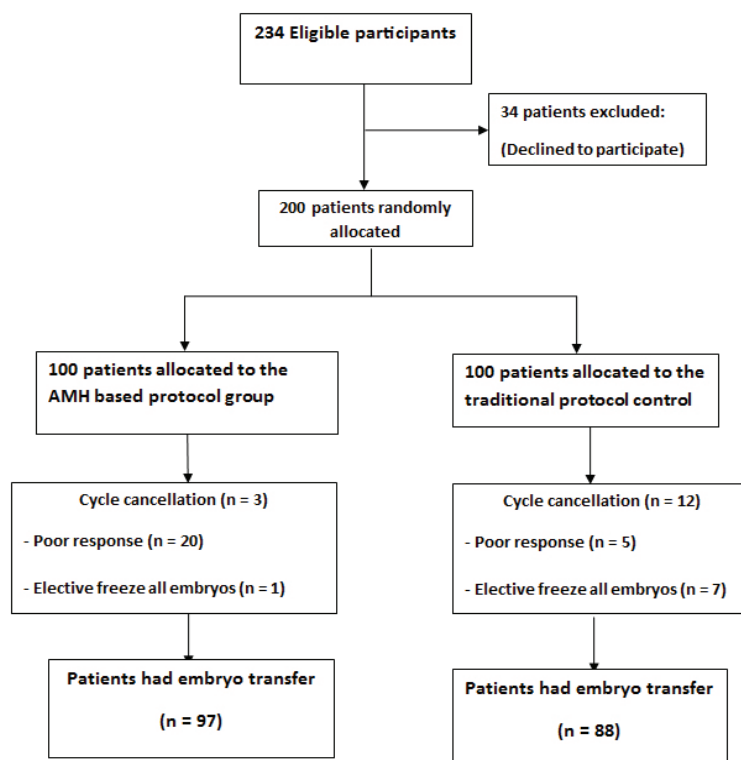 234 Eligible participants
34 patients excluded:
(Declined to participate)
200 patients randomly
allocated
100 patients allocated to the
AMH based protocol group
100 patients allocated to the
traditional protocol control
Cycle cancellation (n = 3)
- Poor response (n = 20)
- Elective freeze all embryos (n = 1)
Cycle cancellation (n = 12)
- Poor response (n = 5)
- Elective freeze all embryos (n = 7)
Patients had embryo transfer
(n = 97)
Patients had embryo transfer
(n = 88)